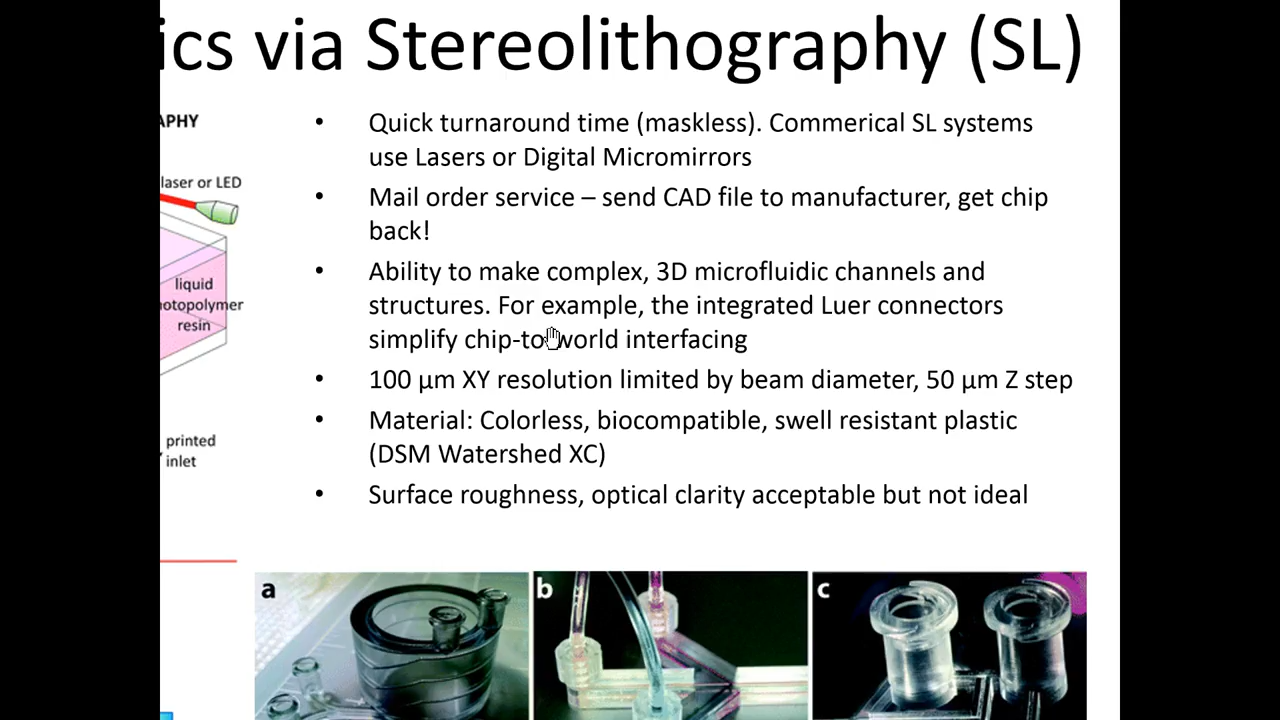 ics via Stereolithography (SL)
APHY
laser or LED
liquid
otopolymer
resin
printed
inlet
• Quick turnaround time (maskless). Commerical SL systems
use Lasers or Digital Micromirrors
• Mail order service – send CAD file to manufacturer, get chip
back!
• Ability to make complex, 3D microfluidic channels and
structures. For example, the integrated Luer connectors
simplify chip-to-world interfacing
• 100 µm XY resolution limited by beam diameter, 50 µm Z step
• Material: Colorless, biocompatible, swell resistant plastic
(DSM Watershed XC)
• Surface roughness, optical clarity acceptable but not ideal
a
b
c